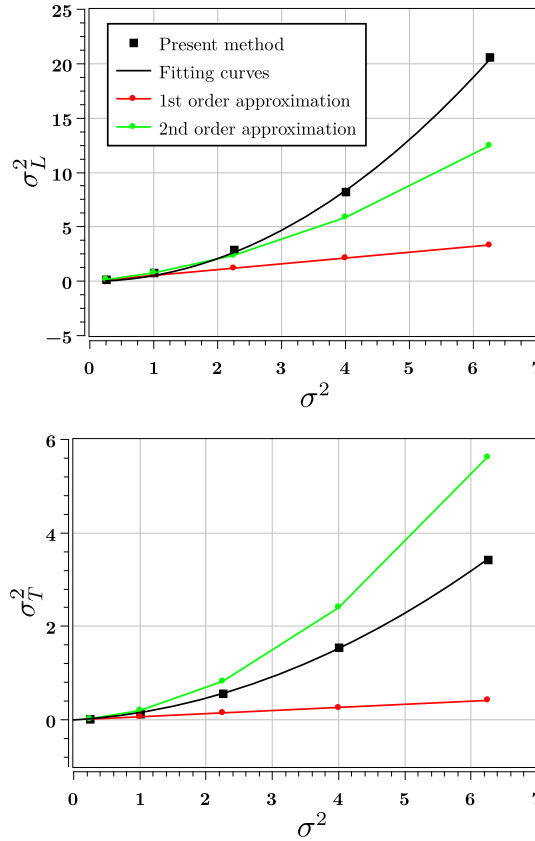 25
20
15
10
5
0
−5
σ_L^2
Present method
Fitting curves
1st order approximation
2nd order approximation
0 1 2 3 4 5 6 7
σ^2
6
4
2
0
σ_T^2
0 1 2 3 4 5 6 7
σ^2